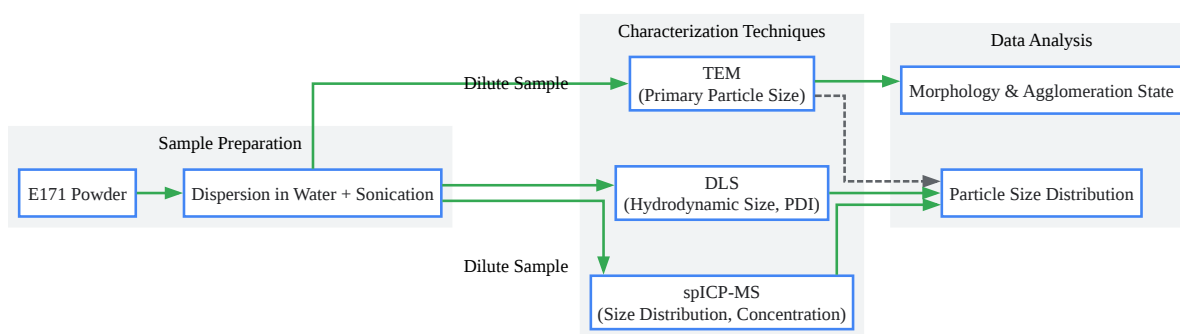 Sample Preparation
E171 Powder
Dispersion in Water + Sonication
Dilute Sample
Dilute Sample
Characterization Techniques
TEM
(Primary Particle Size)
DLS
(Hydrodynamic Size, PDI)
spICP-MS
(Size Distribution, Concentration)
Data Analysis
Morphology & Agglomeration State
Particle Size Distribution